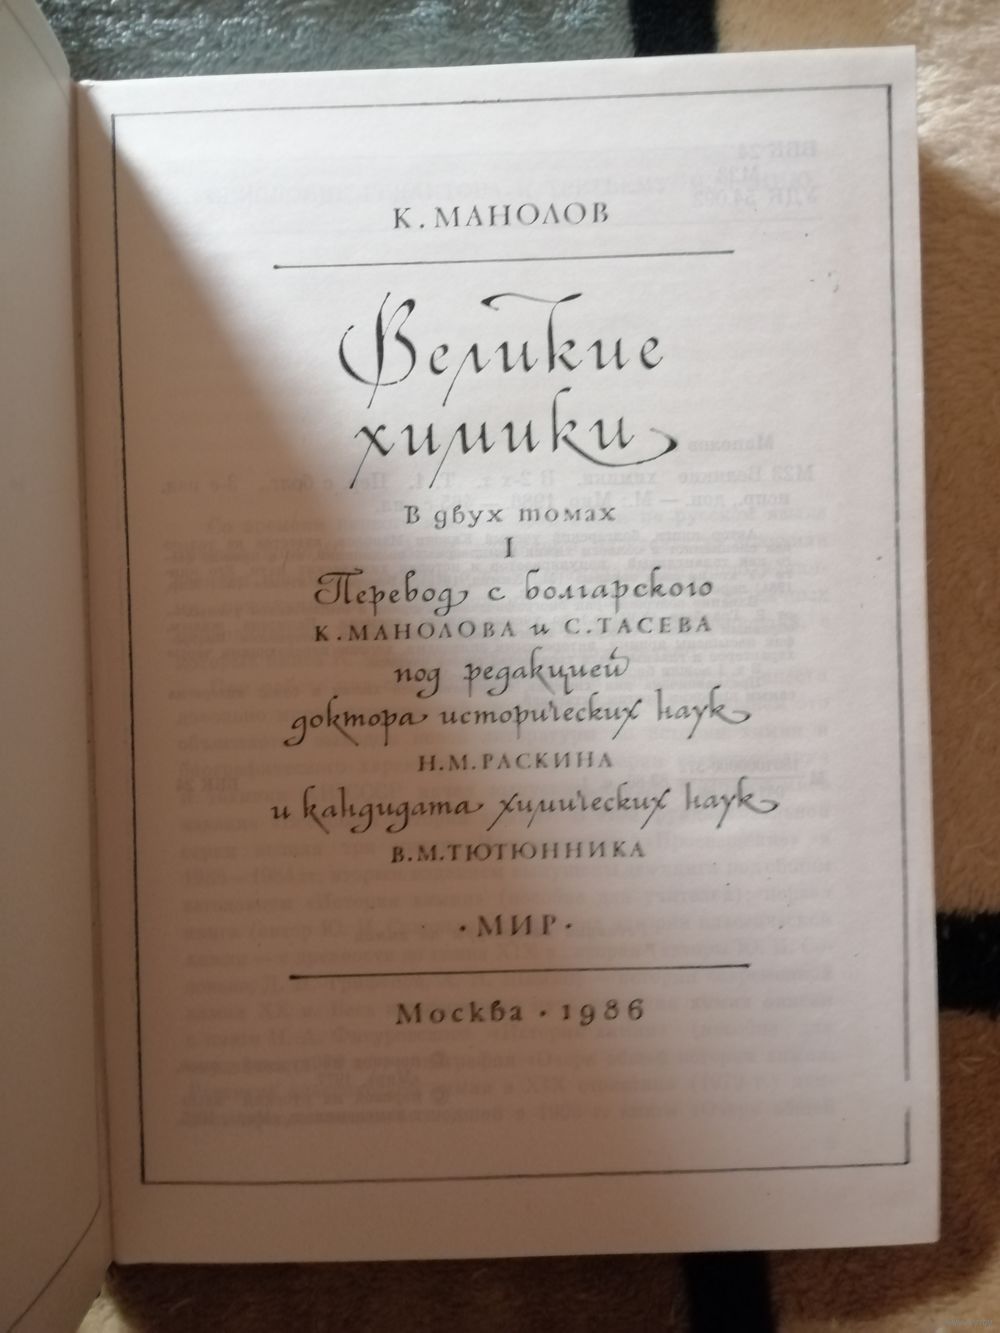 К. МАНОЛОВ
Великие
химики
В двух томах
I
Перевод с болгарского
К. МАНОЛОВА и С. ТАСЕВА
под редакцией
доктора исторических наук
Н. М. РАСКИНА
и кандидата химических наук
В. М. ТЮТЮННИКА
· МИР ·
Москва · 1986